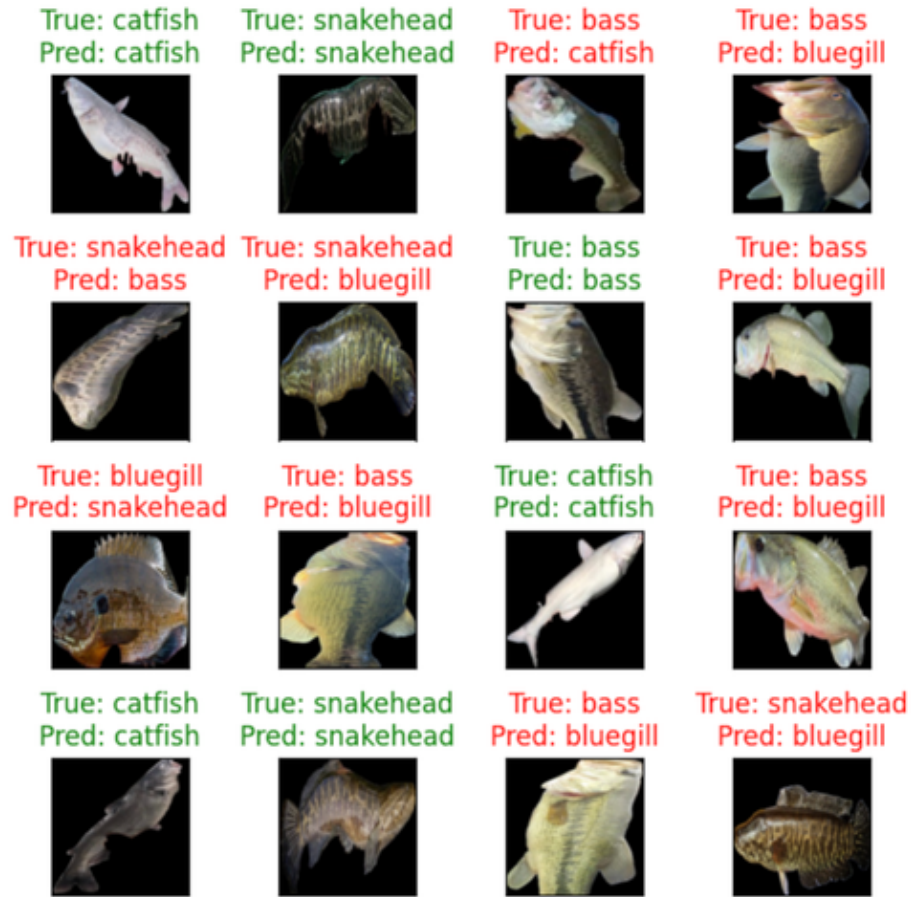 True: catfish
Pred: catfish
True: snakehead
Pred: snakehead
True: bass
Pred: catfish
True: bass
Pred: bluegill
True: snakehead
Pred: bass
True: snakehead
Pred: bluegill
True: bass
Pred: bass
True: bass
Pred: bluegill
True: bluegill
Pred: snakehead
True: bass
Pred: bluegill
True: catfish
Pred: catfish
True: bass
Pred: bluegill
True: catfish
Pred: catfish
True: snakehead
Pred: snakehead
True: bass
Pred: bluegill
True: snakehead
Pred: bluegill